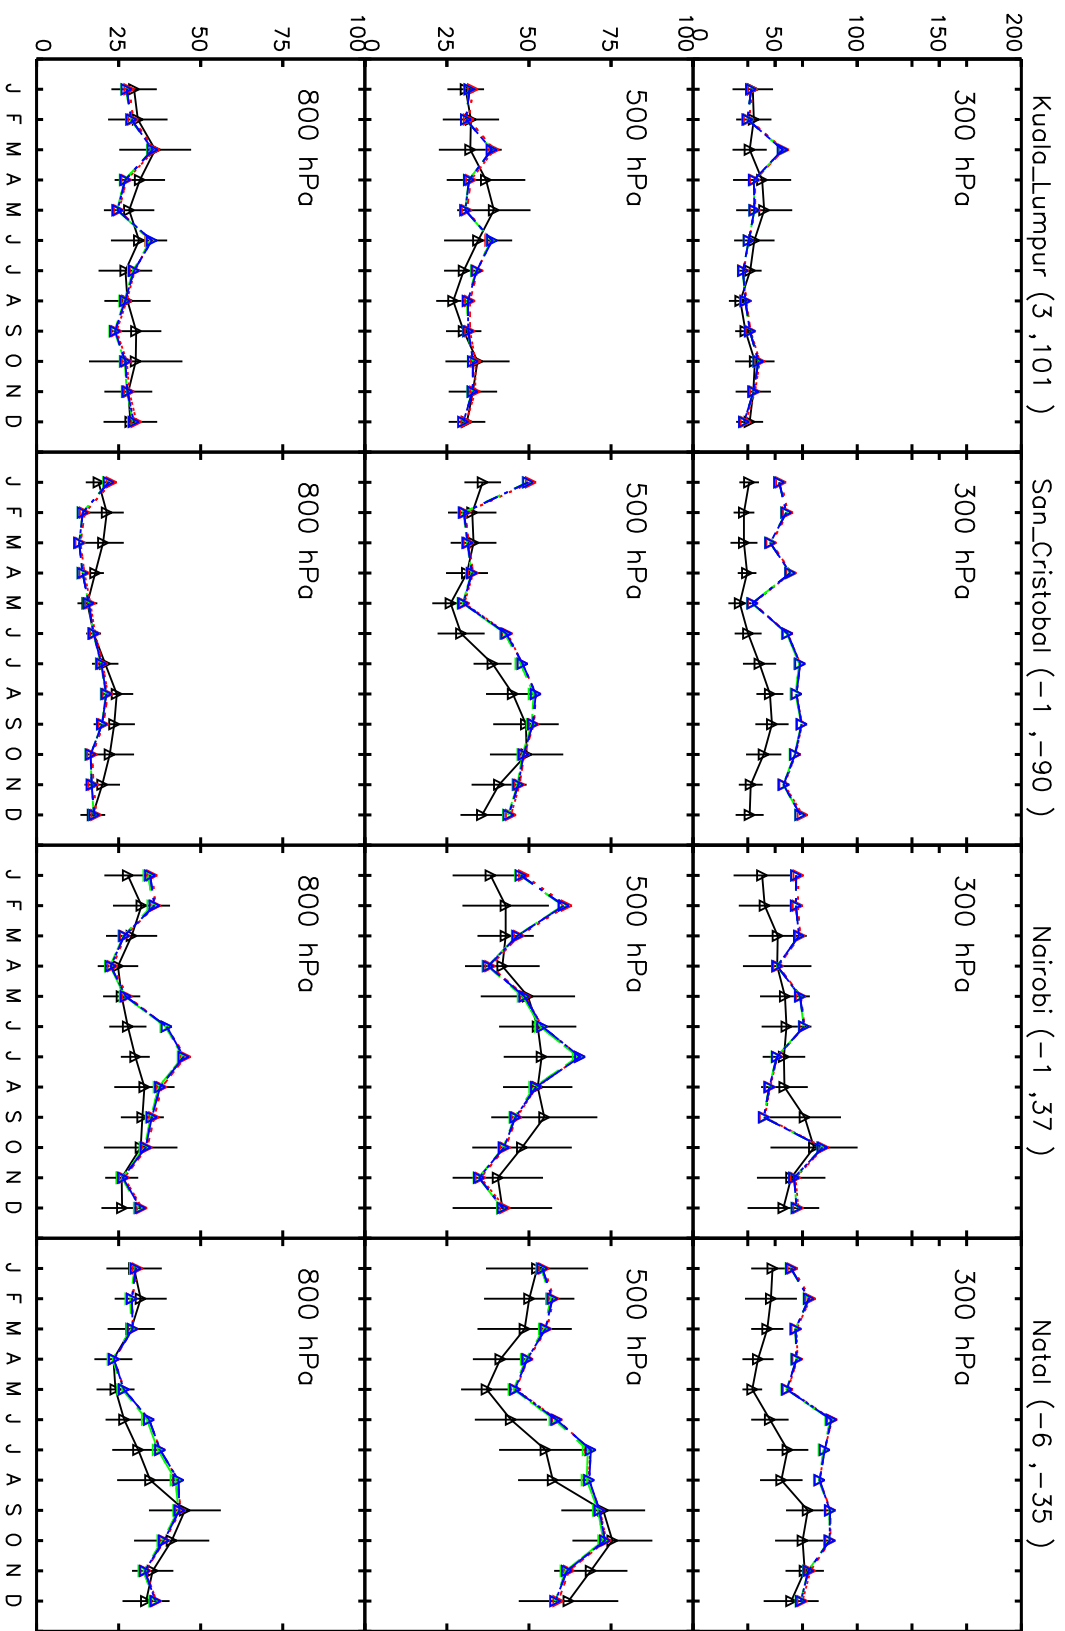 Kuala_Lumpur (3 ,101 )
San_Cristobal (−1 ,−90 )
Nairobi (−1 ,37 )
Natal (−6 ,−35 )
200
150
100
50
0
300 hPa
300 hPa
300 hPa
300 hPa
100
75
50
25
0
500 hPa
500 hPa
500 hPa
500 hPa
100
75
50
25
0
800 hPa
800 hPa
800 hPa
800 hPa
J F M A M J J A S O N D
J F M A M J J A S O N D
J F M A M J J A S O N D
J F M A M J J A S O N D